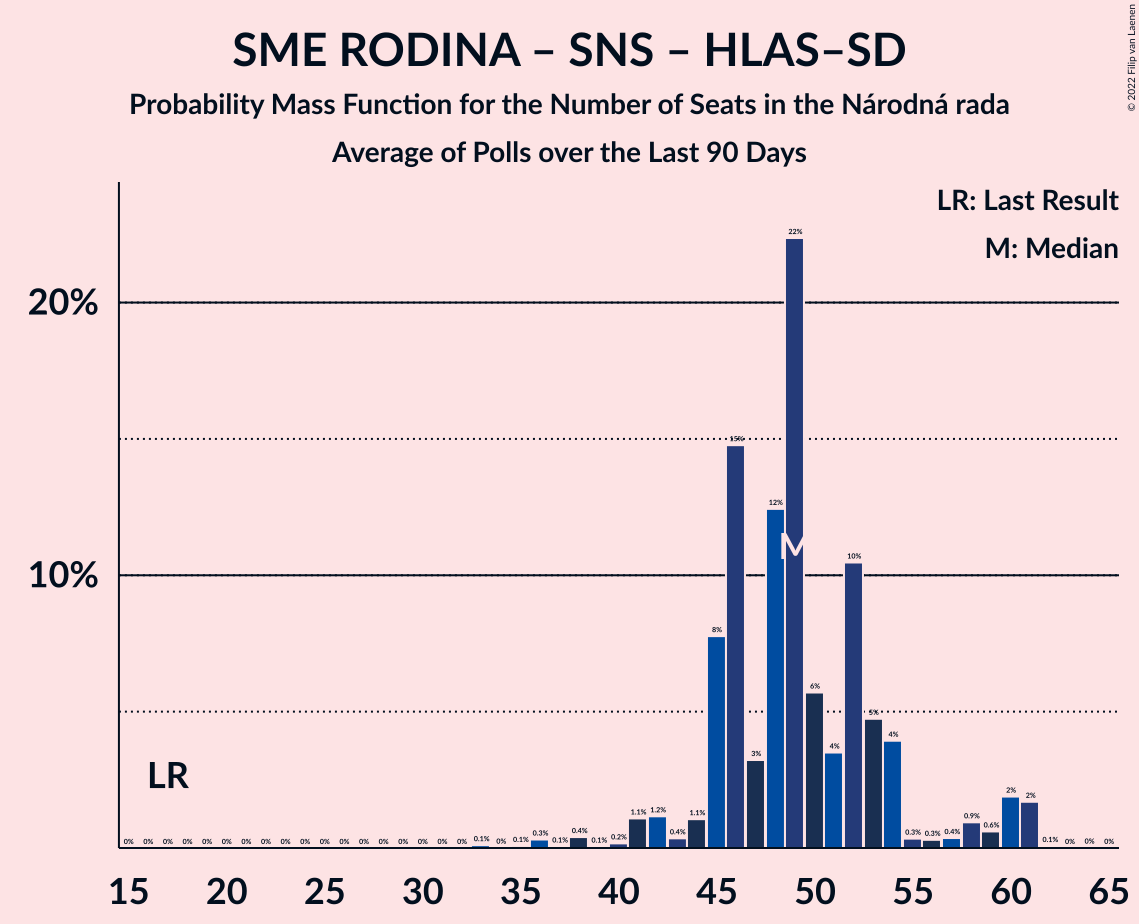 SME RODINA – SNS – HLAS–SD
Probability Mass Function for the Number of Seats in the Národná rada
Average of Polls over the Last 90 Days
© 2022 Filip van Laenen
LR: Last Result
M: Median
20%
10%
LR
M
0% 0% 0% 0% 0% 0% 0% 0% 0% 0% 0% 0% 0% 0% 0% 0% 0% 0% 0.1% 0% 0.1% 0.3% 0.1% 0.4% 0.1% 0.2% 1.1% 1.2% 0.4% 1.1% 8% 15% 3% 12% 22% 6% 4% 10% 5% 4% 0.3% 0.3% 0.4% 0.9% 0.6% 2% 2% 0.1% 0% 0% 0%
15 20 25 30 35 40 45 50 55 60 65